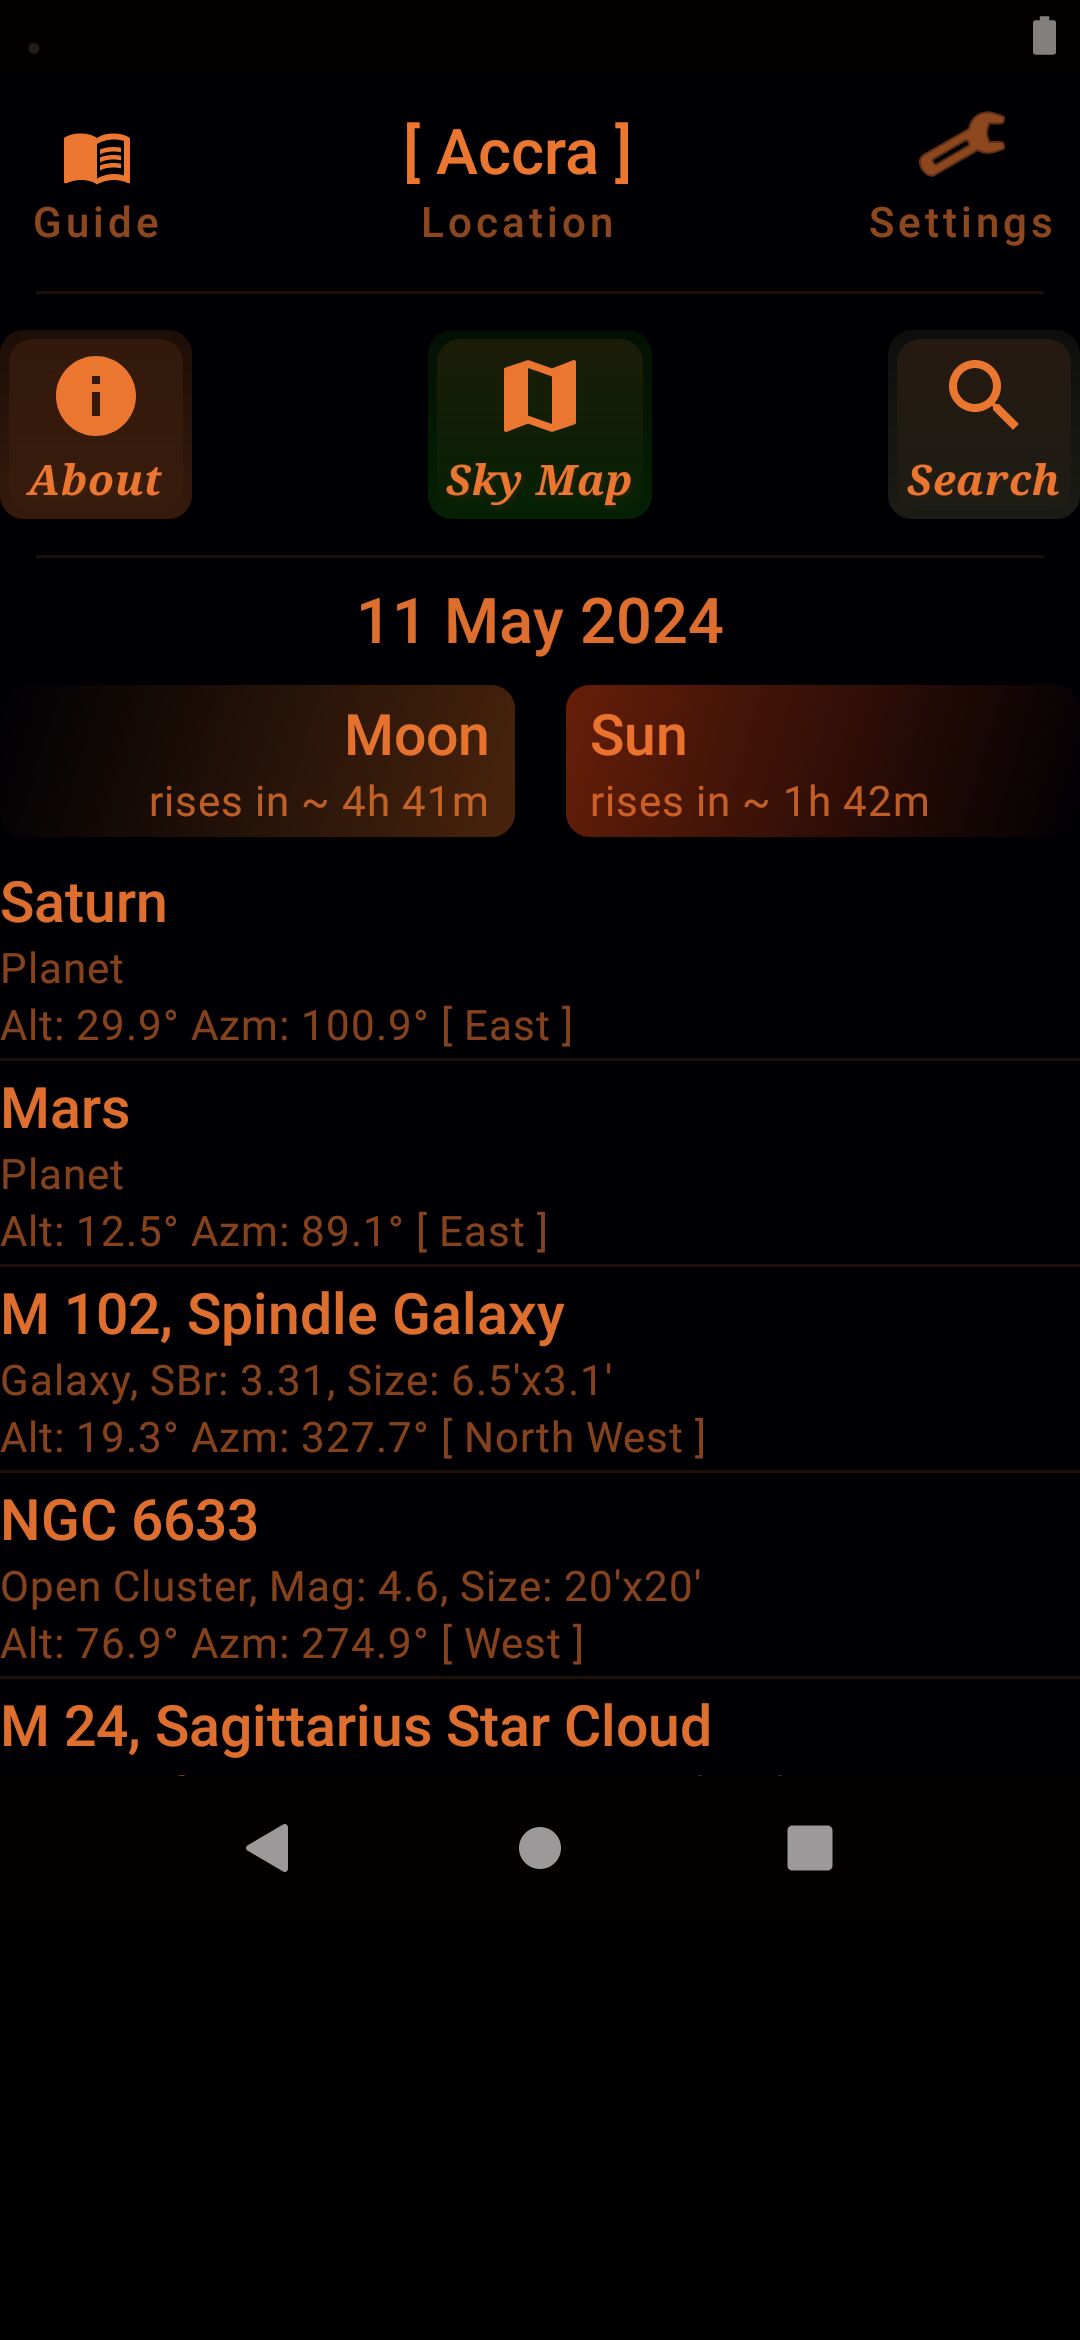 Guide
[ Accra ]
Location
Settings
About
Sky Map
Search
11 May 2024
Moon
rises in ~ 4h 41m
Sun
rises in ~ 1h 42m
Saturn
Planet
Alt: 29.9° Azm: 100.9° [ East ]
Mars
Planet
Alt: 12.5° Azm: 89.1° [ East ]
M 102, Spindle Galaxy
Galaxy, SBr: 3.31, Size: 6.5'x3.1'
Alt: 19.3° Azm: 327.7° [ North West ]
NGC 6633
Open Cluster, Mag: 4.6, Size: 20'x20'
Alt: 76.9° Azm: 274.9° [ West ]
M 24, Sagittarius Star Cloud